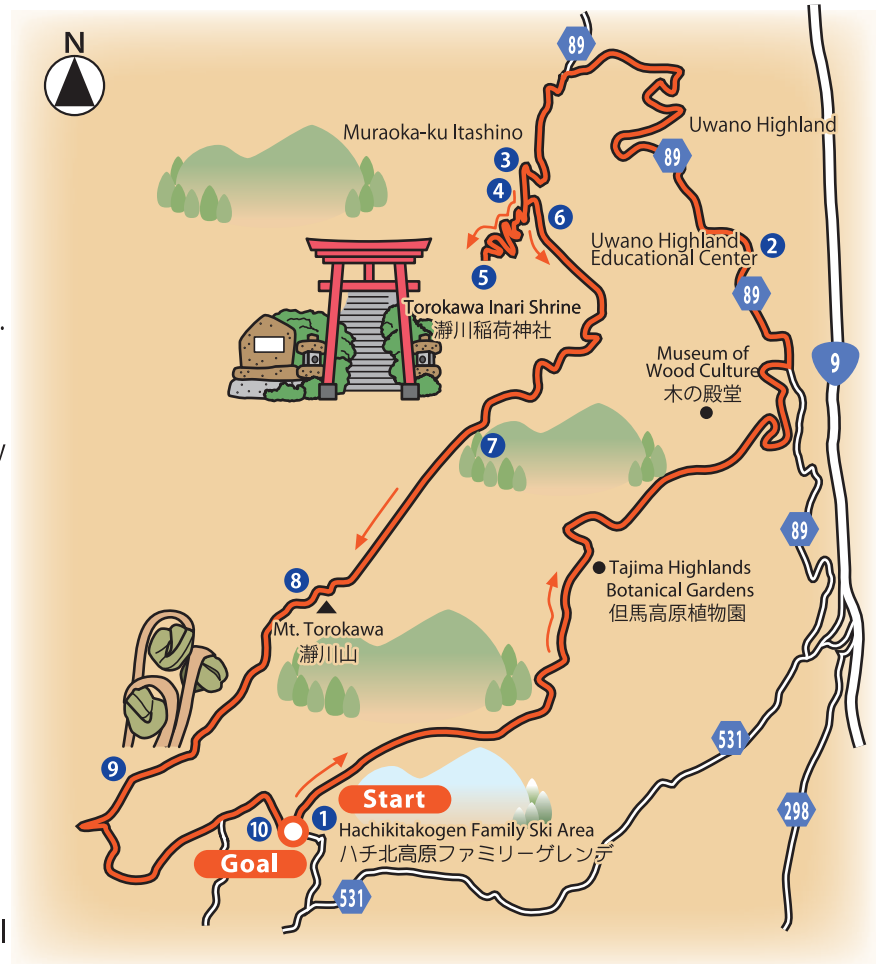 N
89
Muraoka-ku Itashino
Uwano Highland
3
89
4
6
Uwano Highland
Educational Center
2
5
89
Torokawa Inari Shrine
瀞川稲荷神社
.
Museum of
Wood Culture
木の殿堂
9
7
/
89
8
Tajima Highlands
Botanical Gardens
但馬高原植物園
Mt. Torokawa
瀞川山
531
9
Start
298
1
10
Hachikitakogen Family Ski Area
ハチ北高原ファミリーゲレンデ
Goal
531
l